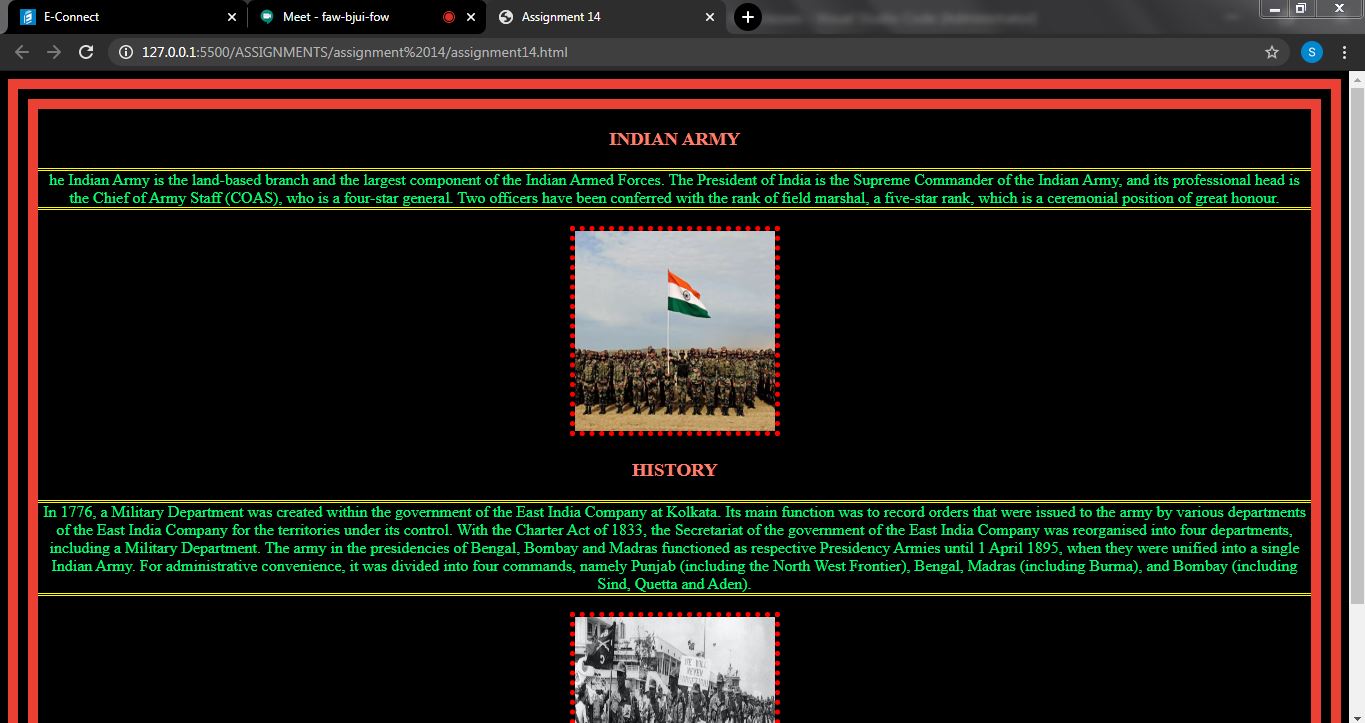 E-Connect
Meet - faw-bjui-fow
Assignment 14
127.0.0.1:5500/ASSIGNMENTS/assignment%2014/assignment14.html
S
INDIAN ARMY
he Indian Army is the land-based branch and the largest component of the Indian Armed Forces. The President of India is the Supreme Commander of the Indian Army, and its professional head is
the Chief of Army Staff (COAS), who is a four-star general. Two officers have been conferred with the rank of field marshal, a five-star rank, which is a ceremonial position of great honour.
HISTORY
In 1776, a Military Department was created within the government of the East India Company at Kolkata. Its main function was to record orders that were issued to the army by various departments
of the East India Company for the territories under its control. With the Charter Act of 1833, the Secretariat of the government of the East India Company was reorganised into four departments,
including a Military Department. The army in the presidencies of Bengal, Bombay and Madras functioned as respective Presidency Armies until 1 April 1895, when they were unified into a single
Indian Army. For administrative convenience, it was divided into four commands, namely Punjab (including the North West Frontier), Bengal, Madras (including Burma), and Bombay (including
Sind, Quetta and Aden).
WE WILL
NEVER